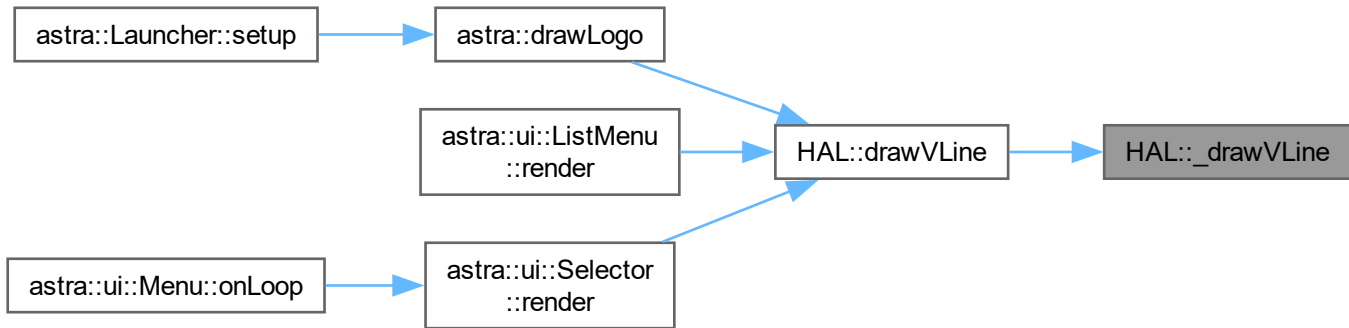 astra::Launcher::setup
astra::drawLogo
astra::ui::ListMenu
::render
HAL::drawVLine
HAL::_drawVLine
astra::ui::Menu::onLoop
astra::ui::Selector
::render